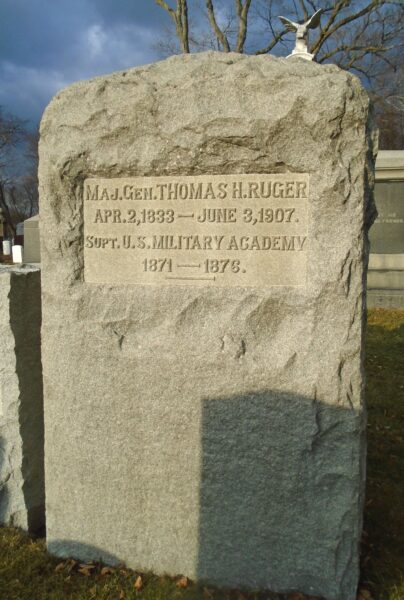 MAJ. GEN. THOMAS H. RUGER
APR. 2, 1833 — JUNE 3, 1907.
SUPT. U.S. MILITARY ACADEMY
1871 — 1876.